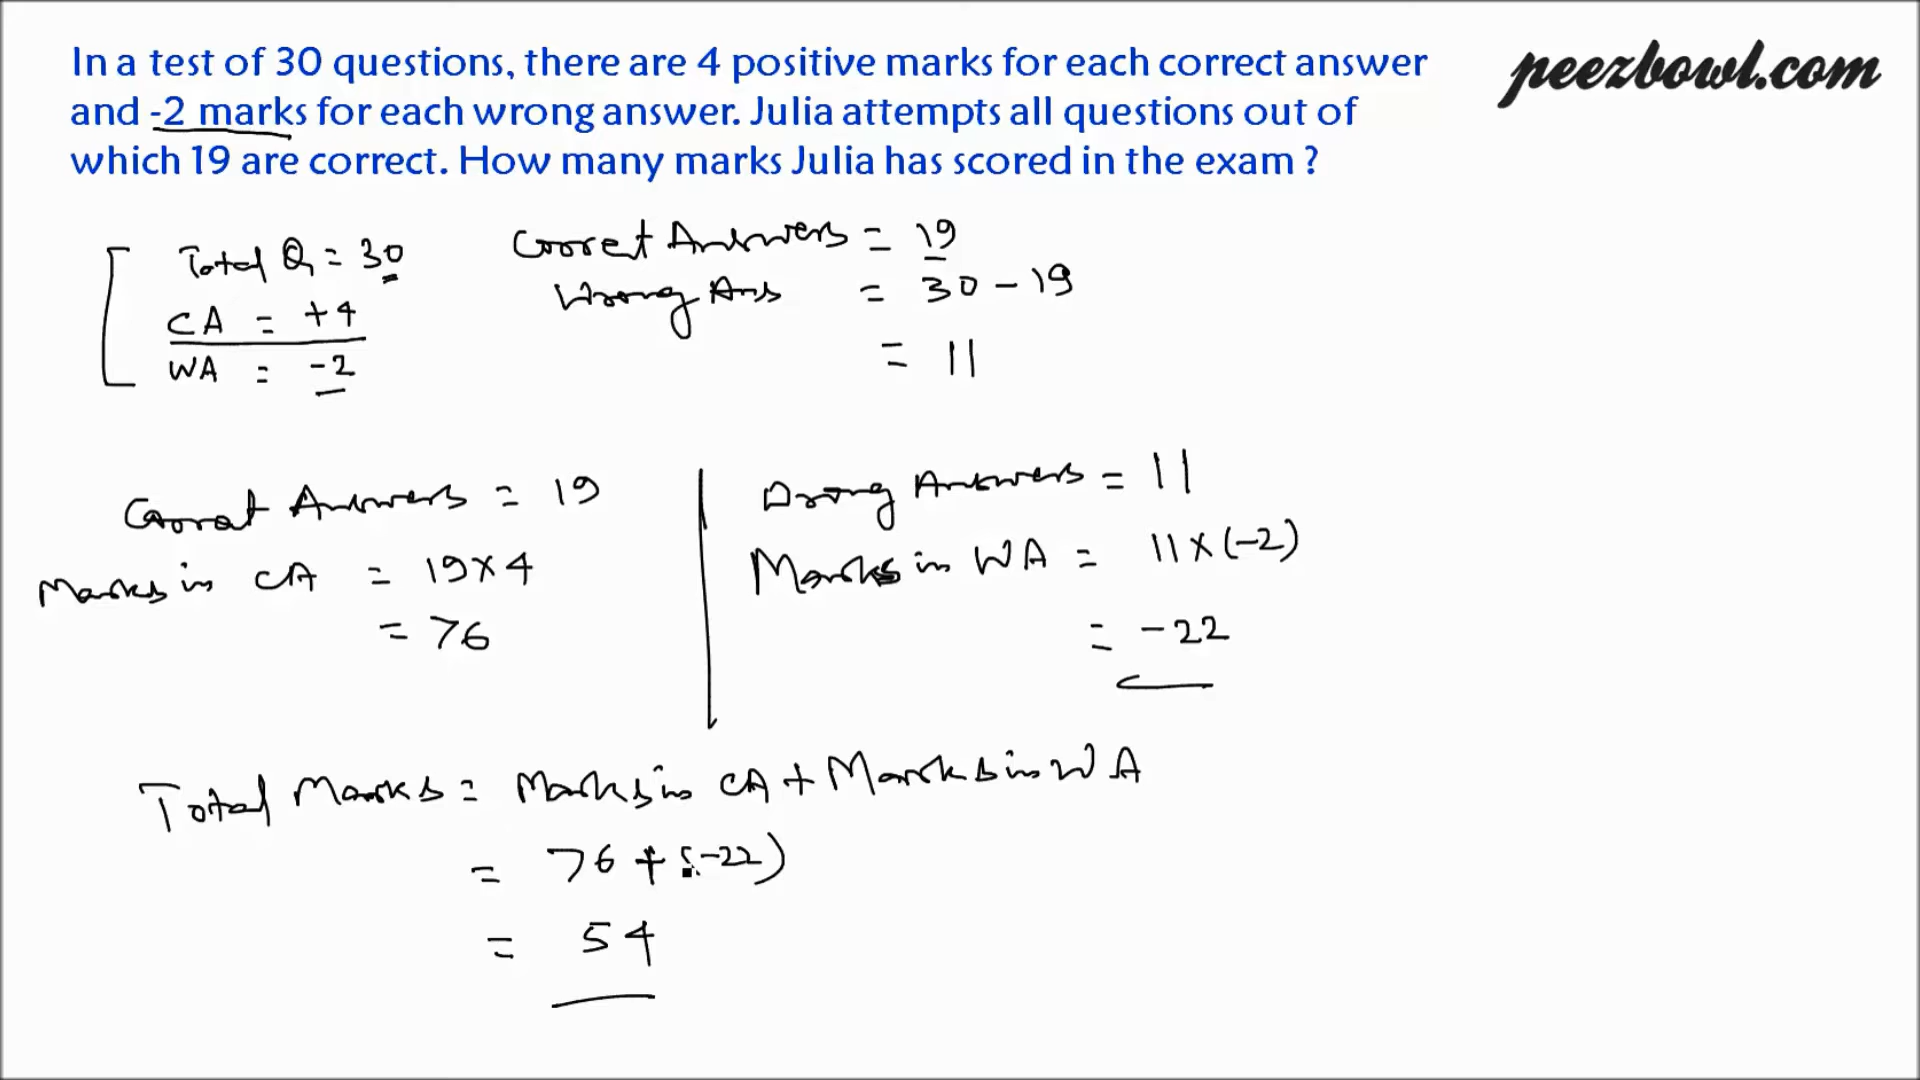 In a test of 30 questions, there are 4 positive marks for each correct answer
and -2 marks for each wrong answer. Julia attempts all questions out of
which 19 are correct. How many marks Julia has scored in the exam ?
peezbowl.com
Total Q = 30
CA = +4
WA = -2
Correct Answers = 19
Wrong Ans = 30 - 19
= 11
Correct Answers = 19
Marks in CA = 19 x 4
= 76
Wrong Answers = 11
Marks in WA = 11 x (-2)
= -22
Total Marks = Marks in CA + Marks in WA
= 76 + (-22)
= 54